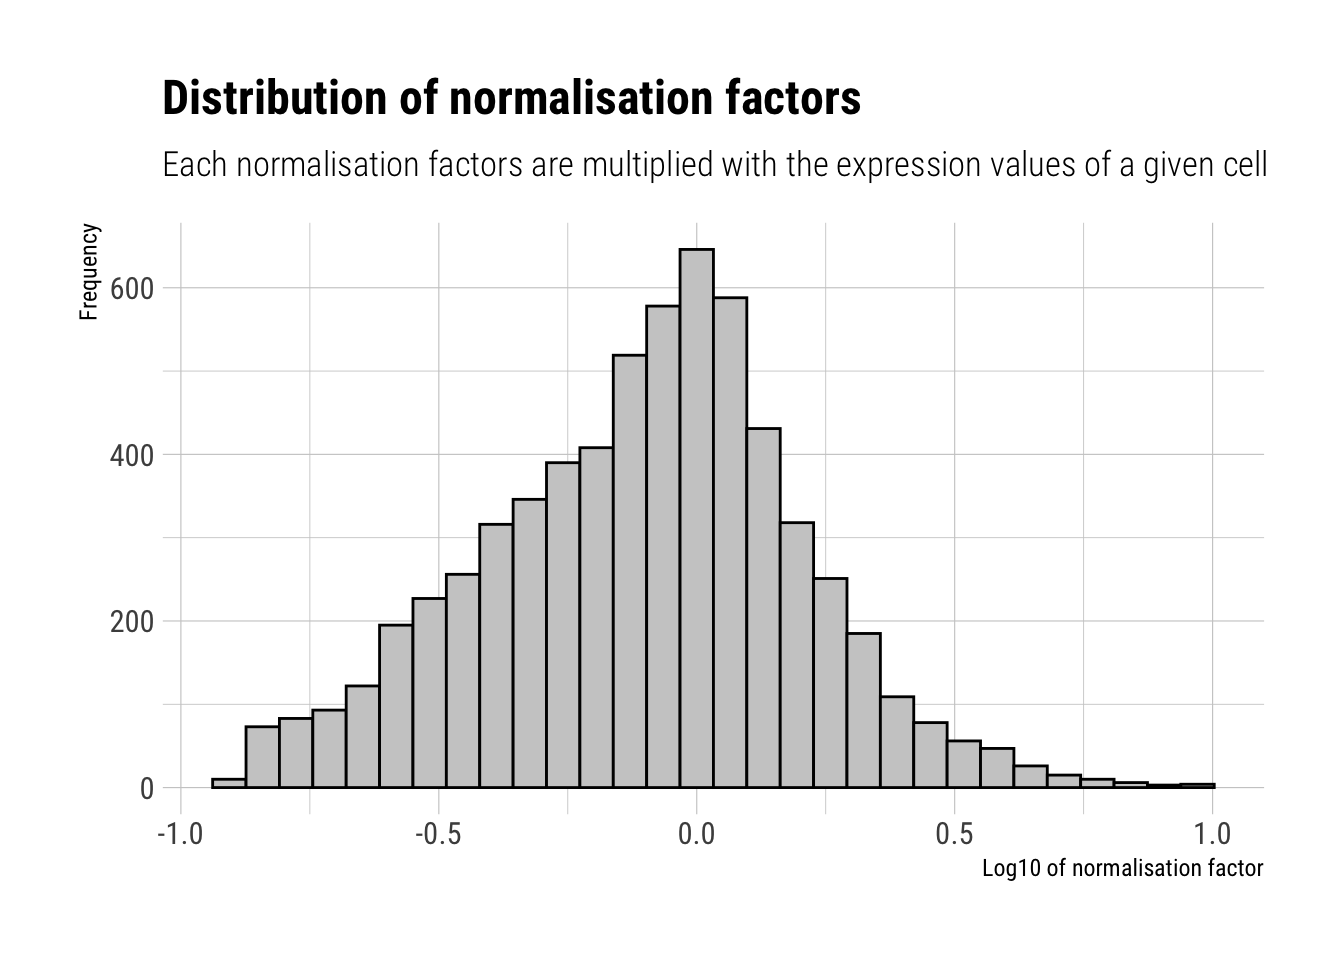 Distribution of normalisation factors
Each normalisation factors are multiplied with the expression values of a given cell
Frequency
600
400
200
0
-1.0 -0.5 0.0 0.5 1.0
Log10 of normalisation factor